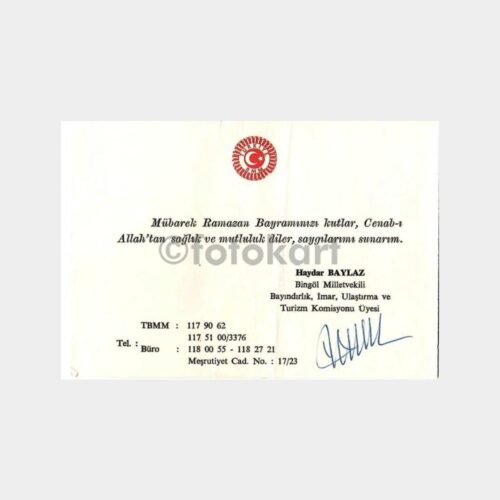 TÜRKİYE
B M M
Mübarek Ramazan Bayramınızı kutlar, Cenab-ı
Allah'tan sağlık ve mutluluk diler, saygılarımı sunarım.
©fotokart
Haydar BAYLAZ
Bingöl Milletvekili
Bayındırlık, İmar, Ulaştırma ve
Turizm Komisyonu Üyesi
TBMM : 117 90 62
117 51 00/3376
Tel. :
Büro : 118 00 55 - 118 27 21
Meşrutiyet Cad. No. : 17/23